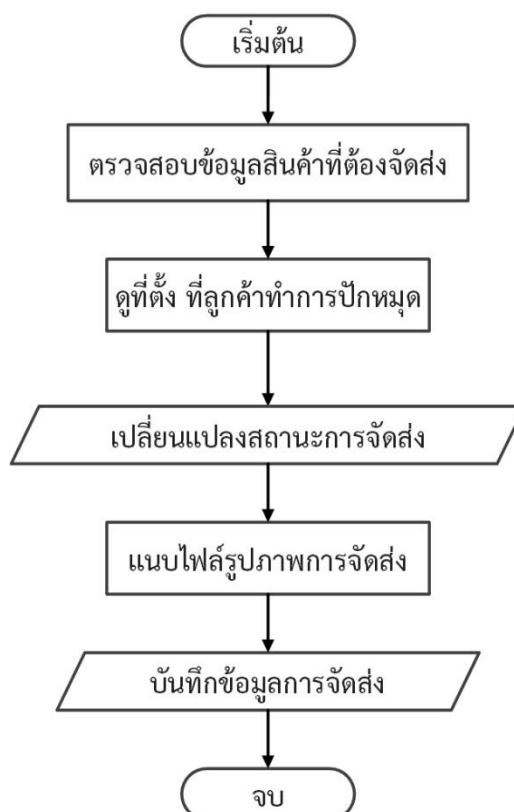 เริ่มต้น
ตรวจสอบข้อมูลสินค้าที่ต้องจัดส่ง
ดูที่ตั้ง ที่ลูกค้าทำการปักหมุด
เปลี่ยนแปลงสถานะการจัดส่ง
แนบไฟล์รูปภาพการจัดส่ง
บันทึกข้อมูลการจัดส่ง
จบ